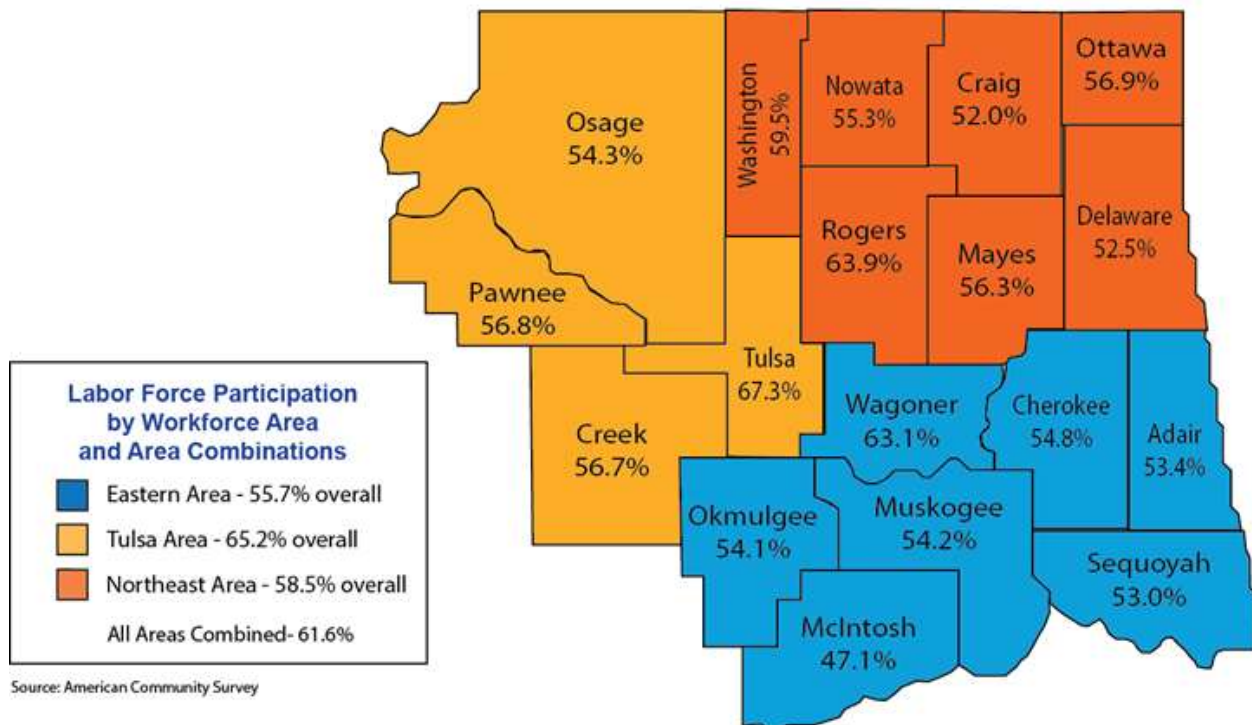 Osage
54.3%
Washington
59.5%
Nowata
55.3%
Craig
52.0%
Ottawa
56.9%
Pawnee
56.8%
Rogers
63.9%
Mayes
56.3%
Delaware
52.5%
Tulsa
67.3%
Creek
56.7%
Wagoner
63.1%
Cherokee
54.8%
Adair
53.4%
Okmulgee
54.1%
Muskogee
54.2%
Sequoyah
53.0%
McIntosh
47.1%
Labor Force Participation
by Workforce Area
and Area Combinations
Eastern Area - 55.7% overall
Tulsa Area - 65.2% overall
Northeast Area - 58.5% overall
All Areas Combined- 61.6%
Source: American Community Survey